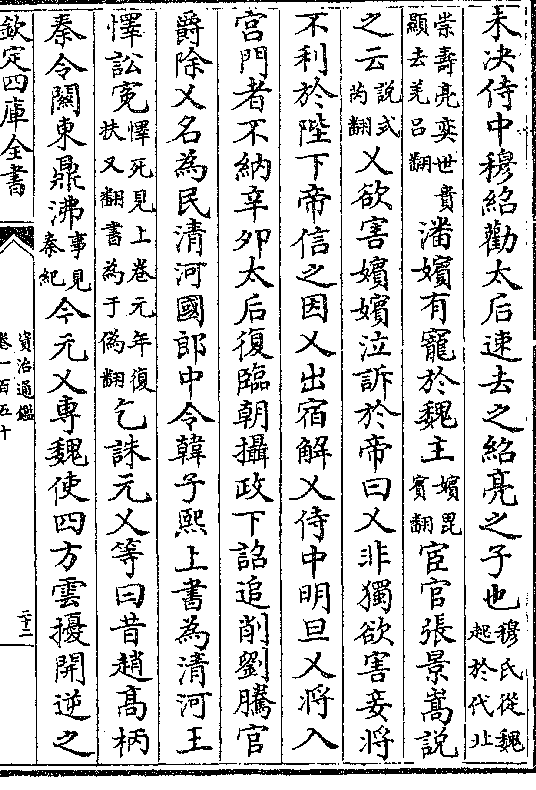 未決侍中穆紹勸太后速去之紹亮之子也穆氏從魏起於代北
崇壽亮奕世貴顯去羌呂翻潘嬪有寵於魏主嬪毘賓翻宦官張景嵩說
之云說式芮翻乂欲害嬪嬪泣訴於帝曰乂非獨欲害妾將
不利於陛下帝信之因乂出宿解乂侍中明旦乂將入
宮門者不納辛卯太后復臨朝攝政下詔追削劉騰官
爵除乂名為民清河國郎中令韓子熙上書為清河王
懌訟寃懌死見上卷元年復扶又翻書為于偽翻乞誅元乂等曰昔趙高柄
秦令關東鼎沸事見秦紀今元乂專魏使四方雲擾開逆之
欽定四庫全書
資治通鑑
卷一百五十
二十二